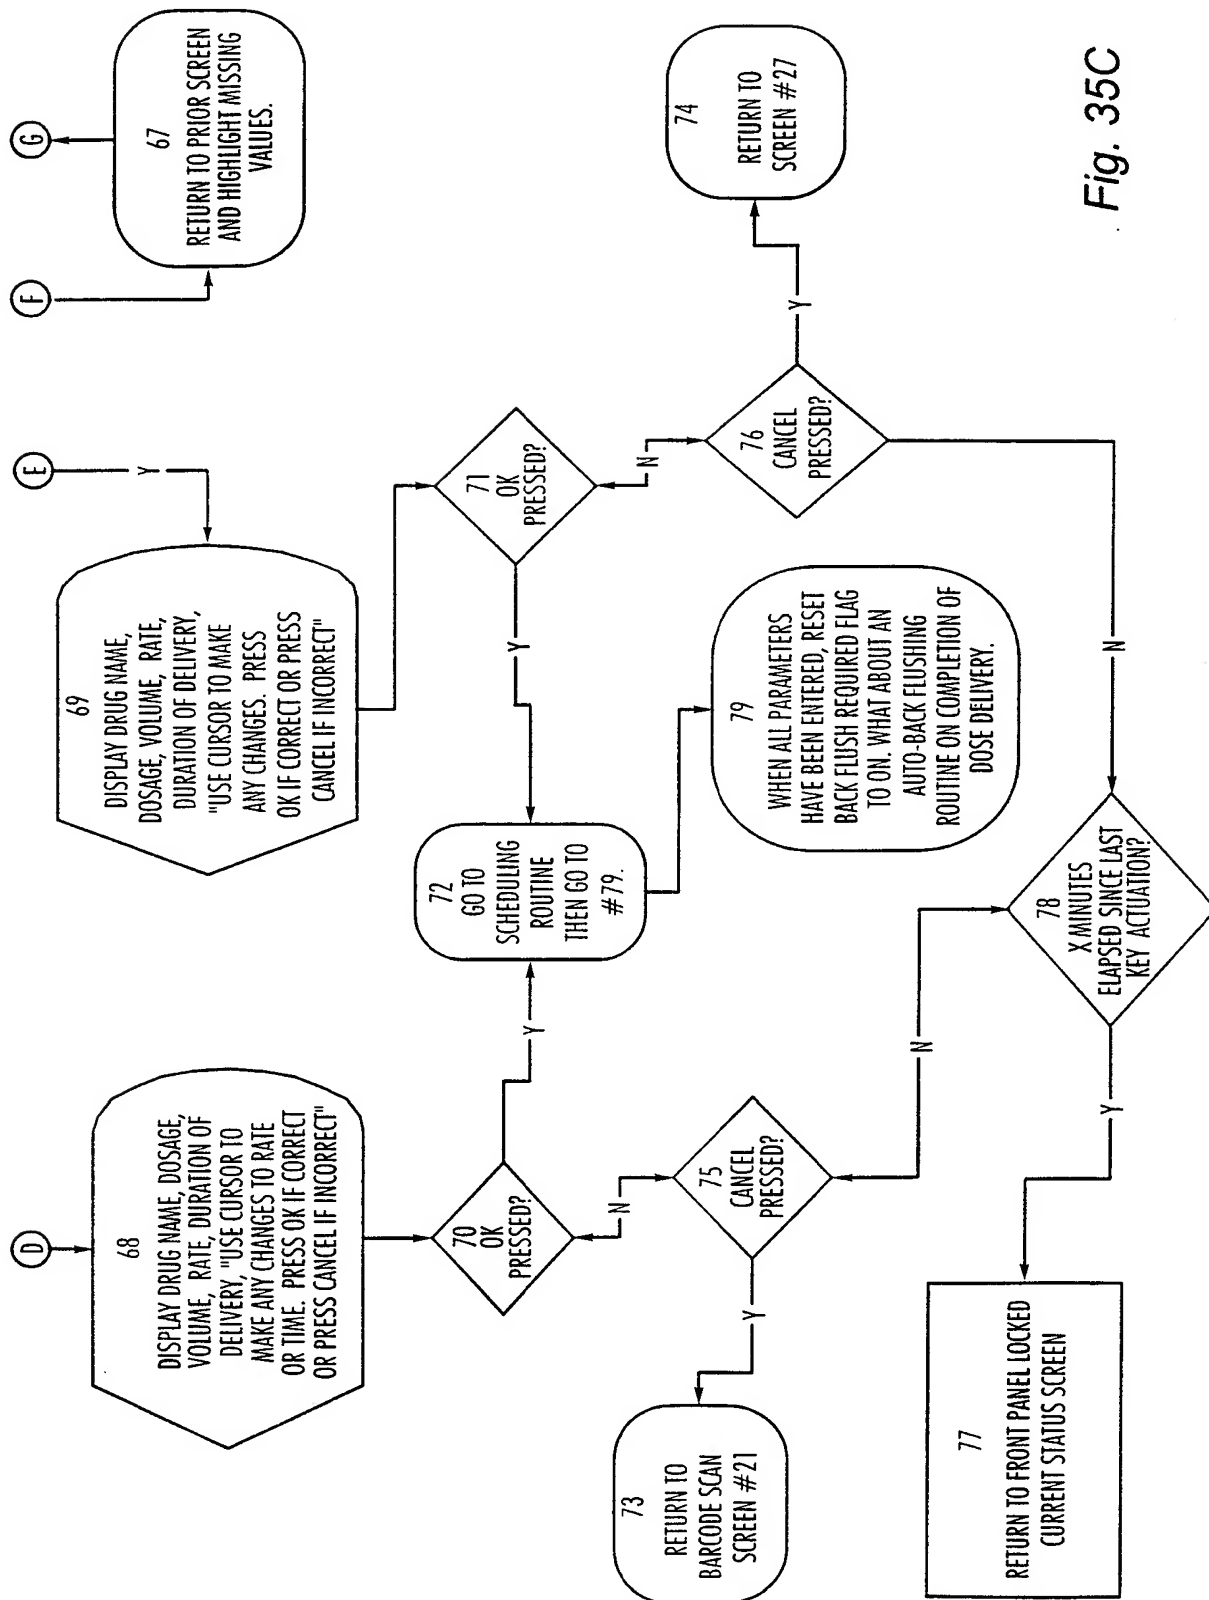 D
68
DISPLAY DRUG NAME, DOSAGE,
VOLUME, RATE, DURATION OF
DELIVERY, "USE CURSOR TO
MAKE ANY CHANGES TO RATE
OR TIME. PRESS OK IF CORRECT
OR PRESS CANCEL IF INCORRECT"
E
Y
69
DISPLAY DRUG NAME,
DOSAGE, VOLUME, RATE,
DURATION OF DELIVERY,
"USE CURSOR TO MAKE
ANY CHANGES. PRESS
OK IF CORRECT OR PRESS
CANCEL IF INCORRECT"
F
G
67
RETURN TO PRIOR SCREEN
AND HIGHLIGHT MISSING
VALUES.
70
OK
PRESSED?
Y
N
72
GO TO
SCHEDULING
ROUTINE
THEN GO TO
#79.
Y
71
OK
PRESSED?
N
73
RETURN TO
BARCODE SCAN
SCREEN #21
Y
75
CANCEL
PRESSED?
N
79
WHEN ALL PARAMETERS
HAVE BEEN ENTERED, RESET
BACK FLUSH REQUIRED FLAG
TO ON. WHAT ABOUT AN
AUTO-BACK FLUSHING
ROUTINE ON COMPLETION OF
DOSE DELIVERY.
76
CANCEL
PRESSED?
Y
N
74
RETURN TO
SCREEN #27
77
RETURN TO FRONT PANEL LOCKED
CURRENT STATUS SCREEN
Y
78
X MINUTES
ELAPSED SINCE LAST
KEY ACTUATION?
Fig. 35C